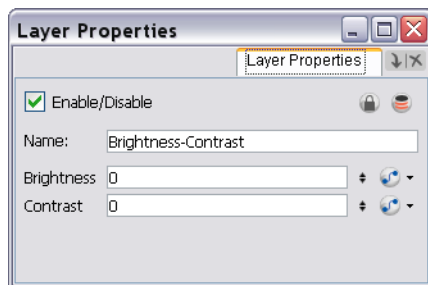 Layer Properties
Layer Properties
Enable/Disable
Name: Brightness-Contrast
Brightness 0
Contrast 0